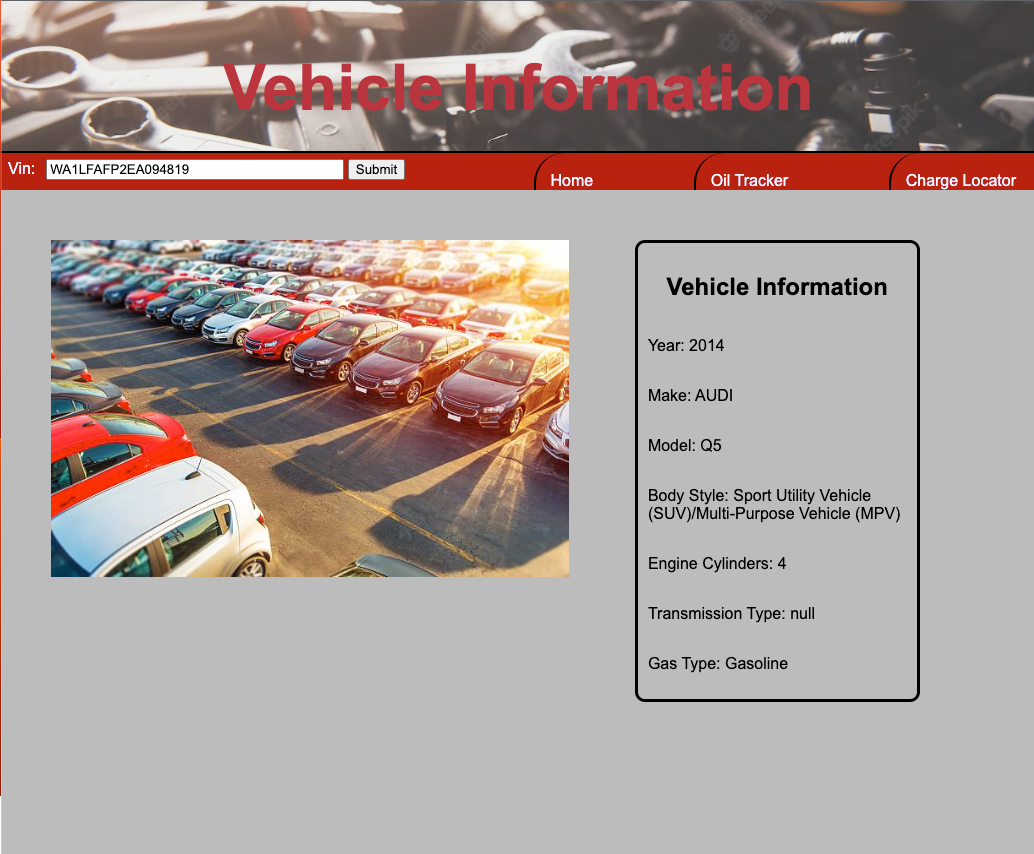 Vehicle Information
Vin: WA1LFAFP2EA094819 Submit Home Oil Tracker Charge Locator
Vehicle Information
Year: 2014
Make: AUDI
Model: Q5
Body Style: Sport Utility Vehicle
(SUV)/Multi-Purpose Vehicle (MPV)
Engine Cylinders: 4
Transmission Type: null
Gas Type: Gasoline